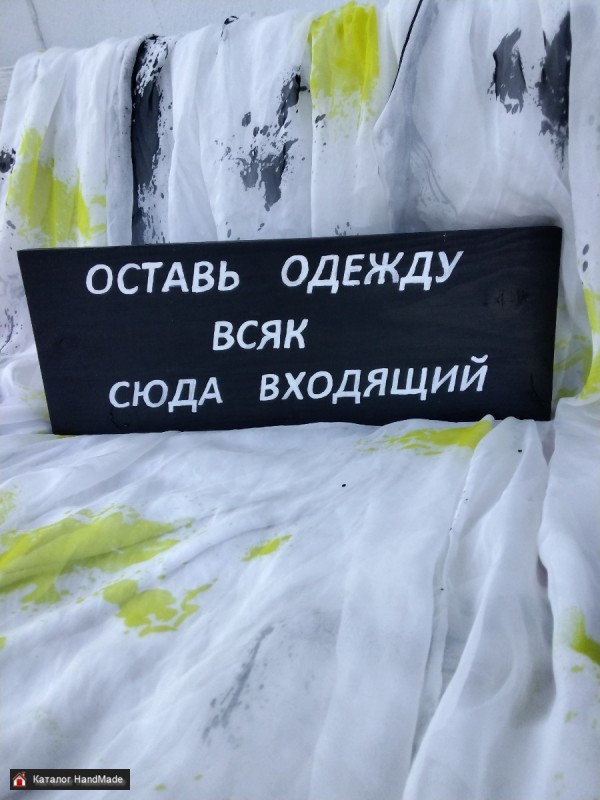 ОСТАВЬ ОДЕЖДУ
ВСЯК
СЮДА ВХОДЯЩИЙ
Каталог HandMade